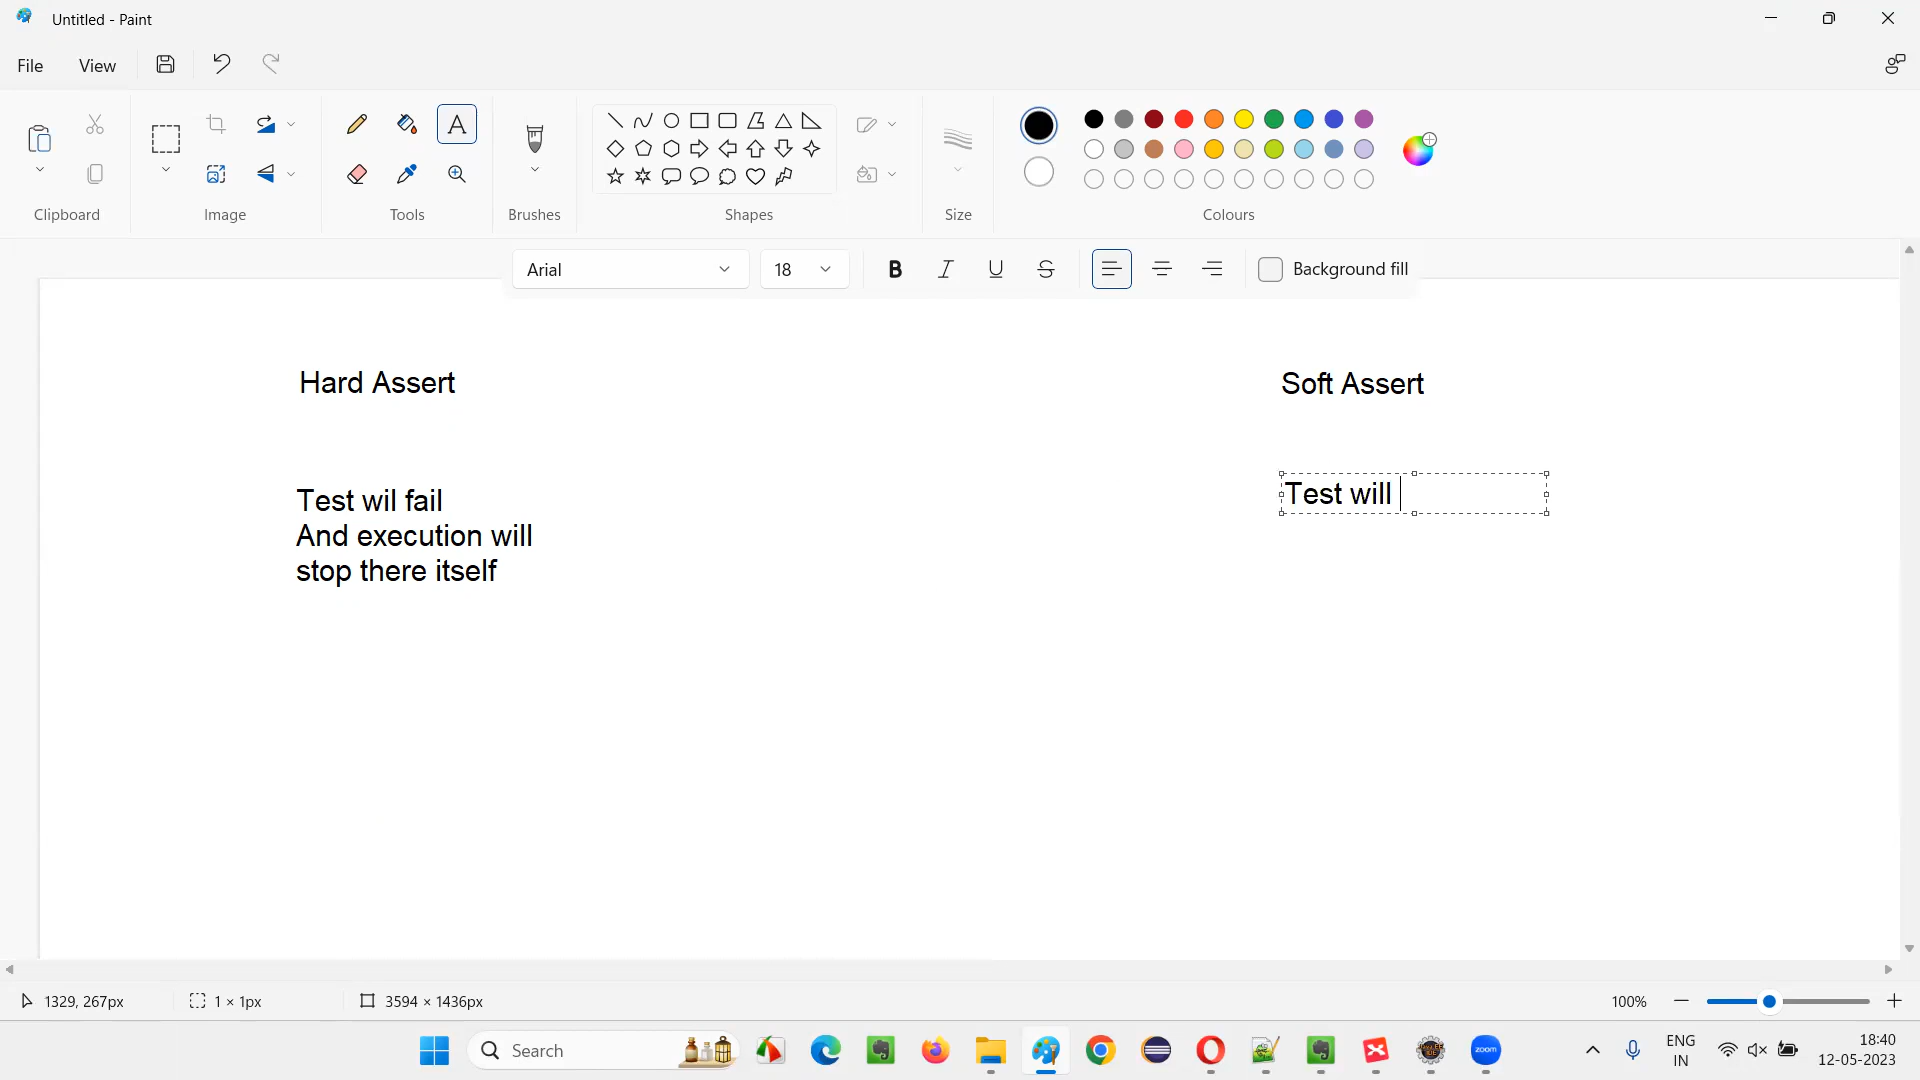 Untitled - Paint
File
View
Clipboard
Image
Tools
Brushes
Shapes
Size
Colours
Arial
18
B
I
U
S
Background fill
Hard Assert
Soft Assert
Test wil fail
And execution will
stop there itself
Test will
1329, 267px
1 × 1px
3594 × 1436px
100%
Search
zoom
ENG
IN
18:40
12-05-2023